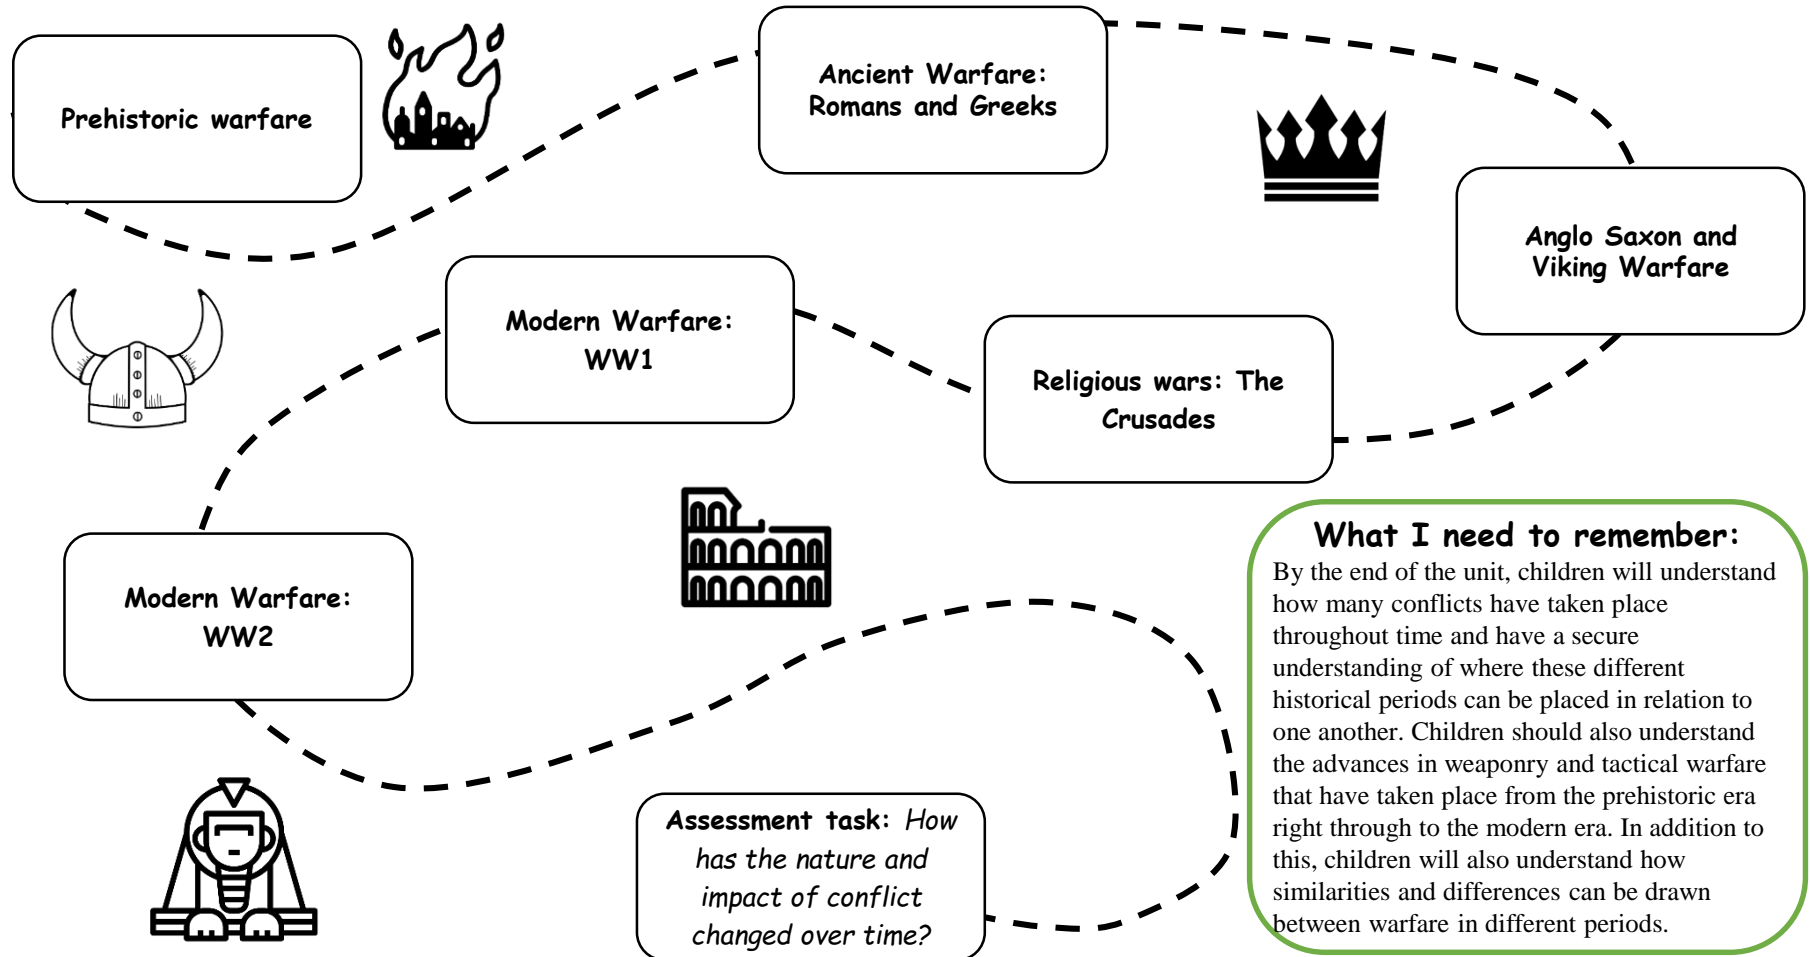 Prehistoric warfare
Ancient Warfare:
Romans and Greeks
Anglo Saxon and
Viking Warfare
Religious wars: The
Crusades
Modern Warfare:
WW1
Modern Warfare:
WW2
Assessment task: How
has the nature and
impact of conflict
changed over time?
What I need to remember:
By the end of the unit, children will understand
how many conflicts have taken place
throughout time and have a secure
understanding of where these different
historical periods can be placed in relation to
one another. Children should also understand
the advances in weaponry and tactical warfare
that have taken place from the prehistoric era
right through to the modern era. In addition to
this, children will also understand how
similarities and differences can be drawn
between warfare in different periods.